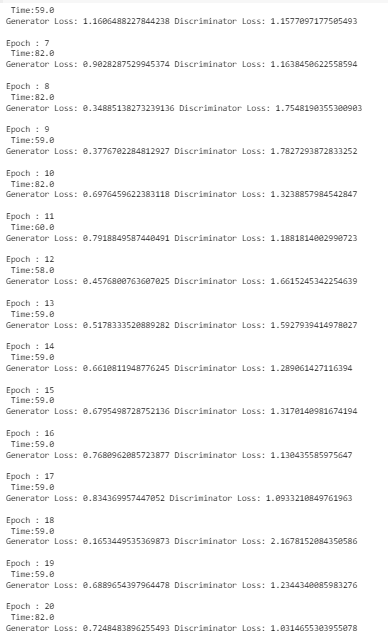 Time:59.0
Generator Loss: 1.1606488227844238 Discriminator Loss: 1.1577097177505493
Epoch : 7
Time:82.0
Generator Loss: 0.9028287529945374 Discriminator Loss: 1.1638450622558594
Epoch : 8
Time:82.0
Generator Loss: 0.34885138273239136 Discriminator Loss: 1.7548190355300903
Epoch : 9
Time:59.0
Generator Loss: 0.3776702284812927 Discriminator Loss: 1.7827293872833252
Epoch : 10
Time:82.0
Generator Loss: 0.6976459622383118 Discriminator Loss: 1.3238857984542847
Epoch : 11
Time:60.0
Generator Loss: 0.7918849587440491 Discriminator Loss: 1.1881814002990723
Epoch : 12
Time:58.0
Generator Loss: 0.4576800763607025 Discriminator Loss: 1.6615245342254639
Epoch : 13
Time:59.0
Generator Loss: 0.5178333520889282 Discriminator Loss: 1.5927939414978027
Epoch : 14
Time:59.0
Generator Loss: 0.6610811948776245 Discriminator Loss: 1.289061427116394
Epoch : 15
Time:59.0
Generator Loss: 0.6795498728752136 Discriminator Loss: 1.3170140981674194
Epoch : 16
Time:59.0
Generator Loss: 0.7680962085723877 Discriminator Loss: 1.130435585975647
Epoch : 17
Time:59.0
Generator Loss: 0.834369957447052 Discriminator Loss: 1.0933210849761963
Epoch : 18
Time:59.0
Generator Loss: 0.1653449535369873 Discriminator Loss: 2.1678152084350586
Epoch : 19
Time:59.0
Generator Loss: 0.6889654397964478 Discriminator Loss: 1.2344340085983276
Epoch : 20
Time:82.0
Generator Loss: 0.7248483896255493 Discriminator Loss: 1.0314655303955078